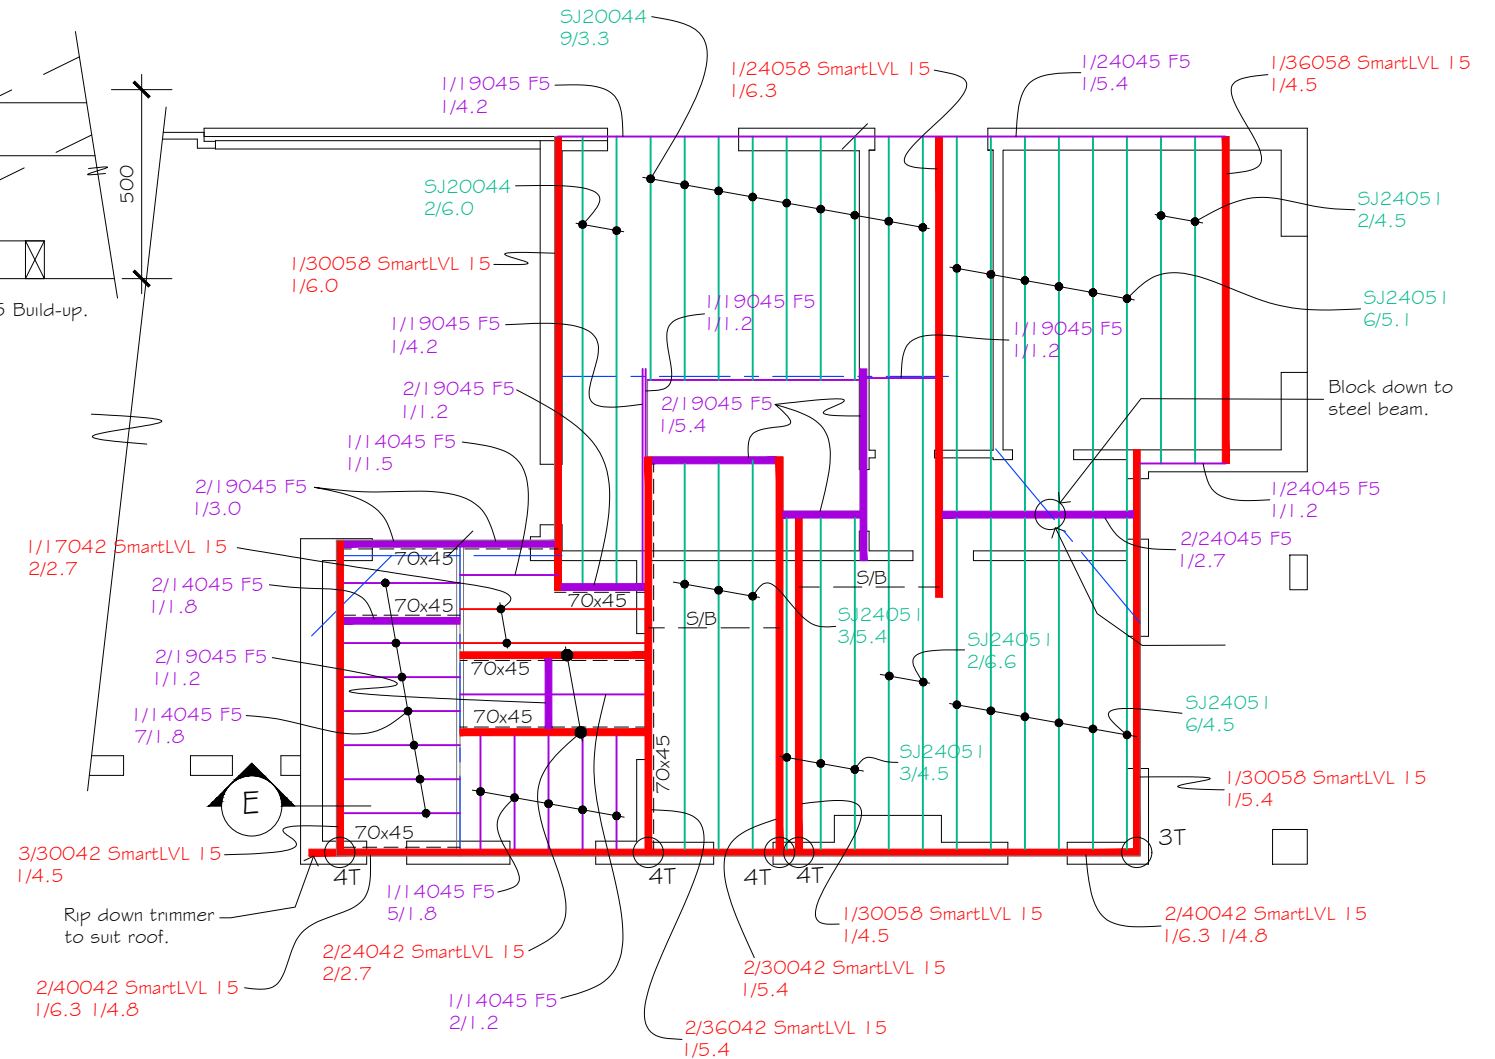 SJ20044
9/3.3
1/24058 SmartLVL 15
1/6.3
1/24045 F5
1/5.4
1/36058 SmartLVL 15
1/4.5
1/19045 F5
1/4.2
500
SJ20044
2/6.0
SJ24051
2/4.5
1/30058 SmartLVL 15
1/6.0
5 Build-up.
1/19045 F5
1/1.2
SJ24051
6/5.1
1/19045 F5
1/4.2
1/19045 F5
1/1.2
2/19045 F5
1/1.2
2/19045 F5
1/5.4
Block down to
steel beam.
1/14045 F5
1/1.5
2/19045 F5
1/3.0
1/24045 F5
1/1.2
1/17042 SmartLVL 15
2/2.7
70x45
2/24045 F5
1/2.7
2/14045 F5
1/1.8
70x45
70x45
S/B
S/B
SJ24051
3/5.4
SJ24051
2/6.6
2/19045 F5
1/1.2
70x45
1/14045 F5
7/1.8
70x45
SJ24051
6/4.5
70x45
SJ24051
3/4.5
1/30058 SmartLVL 15
1/5.4
E
70x45
3/30042 SmartLVL 15
1/4.5
4T
4T
4T
4T
3T
1/14045 F5
5/1.8
Rip down trimmer
to suit roof.
1/30058 SmartLVL 15
1/4.5
2/40042 SmartLVL 15
1/6.3 1/4.8
2/24042 SmartLVL 15
2/2.7
2/30042 SmartLVL 15
1/5.4
2/40042 SmartLVL 15
1/6.3 1/4.8
1/14045 F5
2/1.2
2/36042 SmartLVL 15
1/5.4